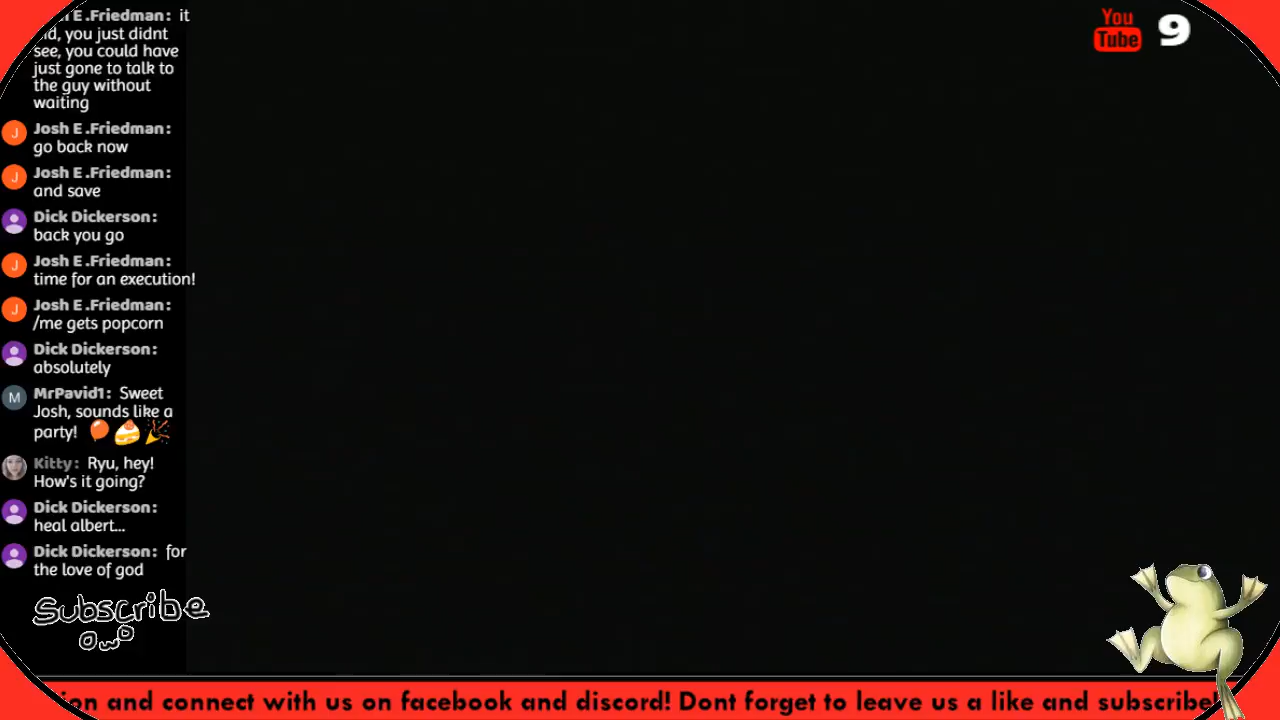 E .Friedman: it
you just didnt
see, you could have
just gone to talk to
the guy without
waiting
J Josh E .Friedman:
go back now
J Josh E .Friedman:
and save
Dick Dickerson:
back you go
J Josh E .Friedman:
time for an execution!
J Josh E .Friedman:
/me gets popcorn
Dick Dickerson:
absolutely
M MrPavid1: Sweet
Josh, sounds like a
party! 🎈🍰🎉
Kitty: Ryu, hey!
How's it going?
Dick Dickerson:
heal albert...
Dick Dickerson: for
the love of god
Subscribe
OwO
You
Tube 9
and connect with us on facebook and discord! Dont forget to leave us a like and subscribe!